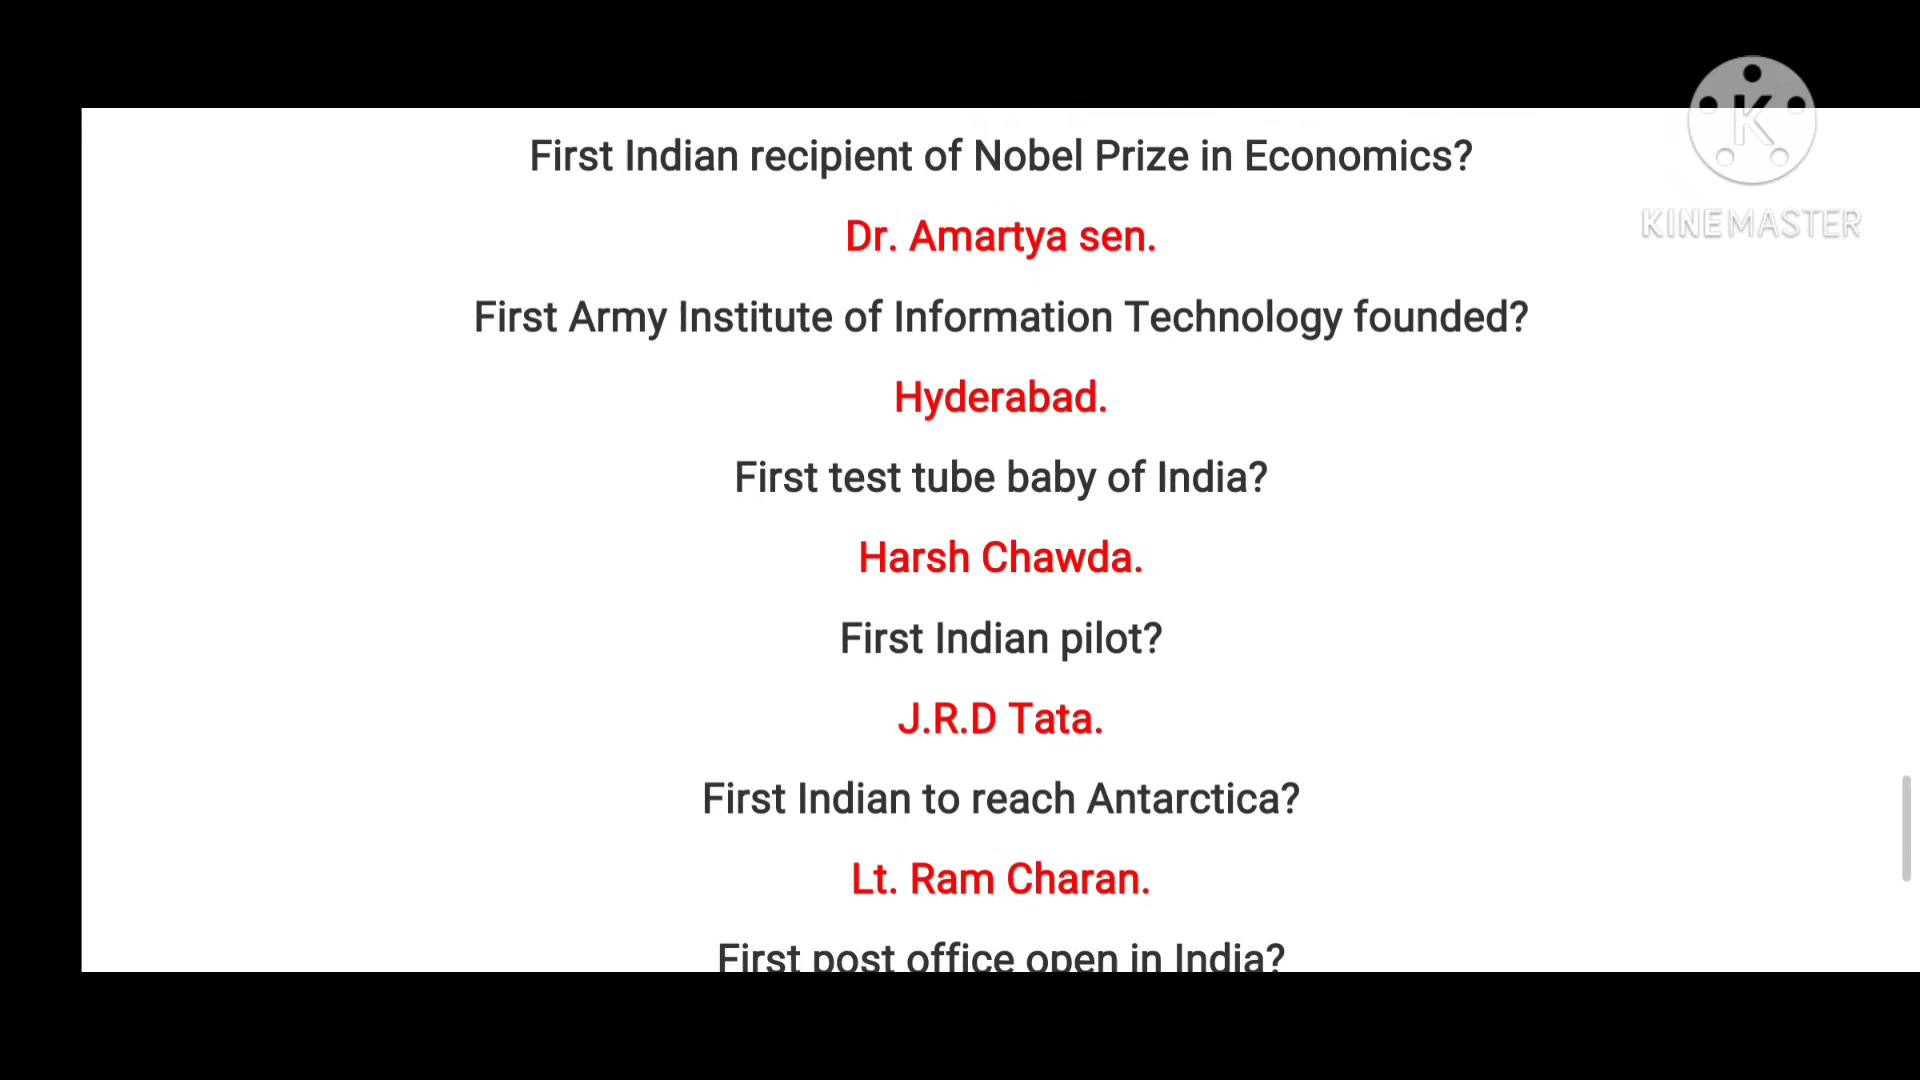 First Indian recipient of Nobel Prize in Economics?
K
KINEMASTER
Dr. Amartya sen.
First Army Institute of Information Technology founded?
Hyderabad.
First test tube baby of India?
Harsh Chawda.
First Indian pilot?
J.R.D Tata.
First Indian to reach Antarctica?
Lt. Ram Charan.
First post office open in India?